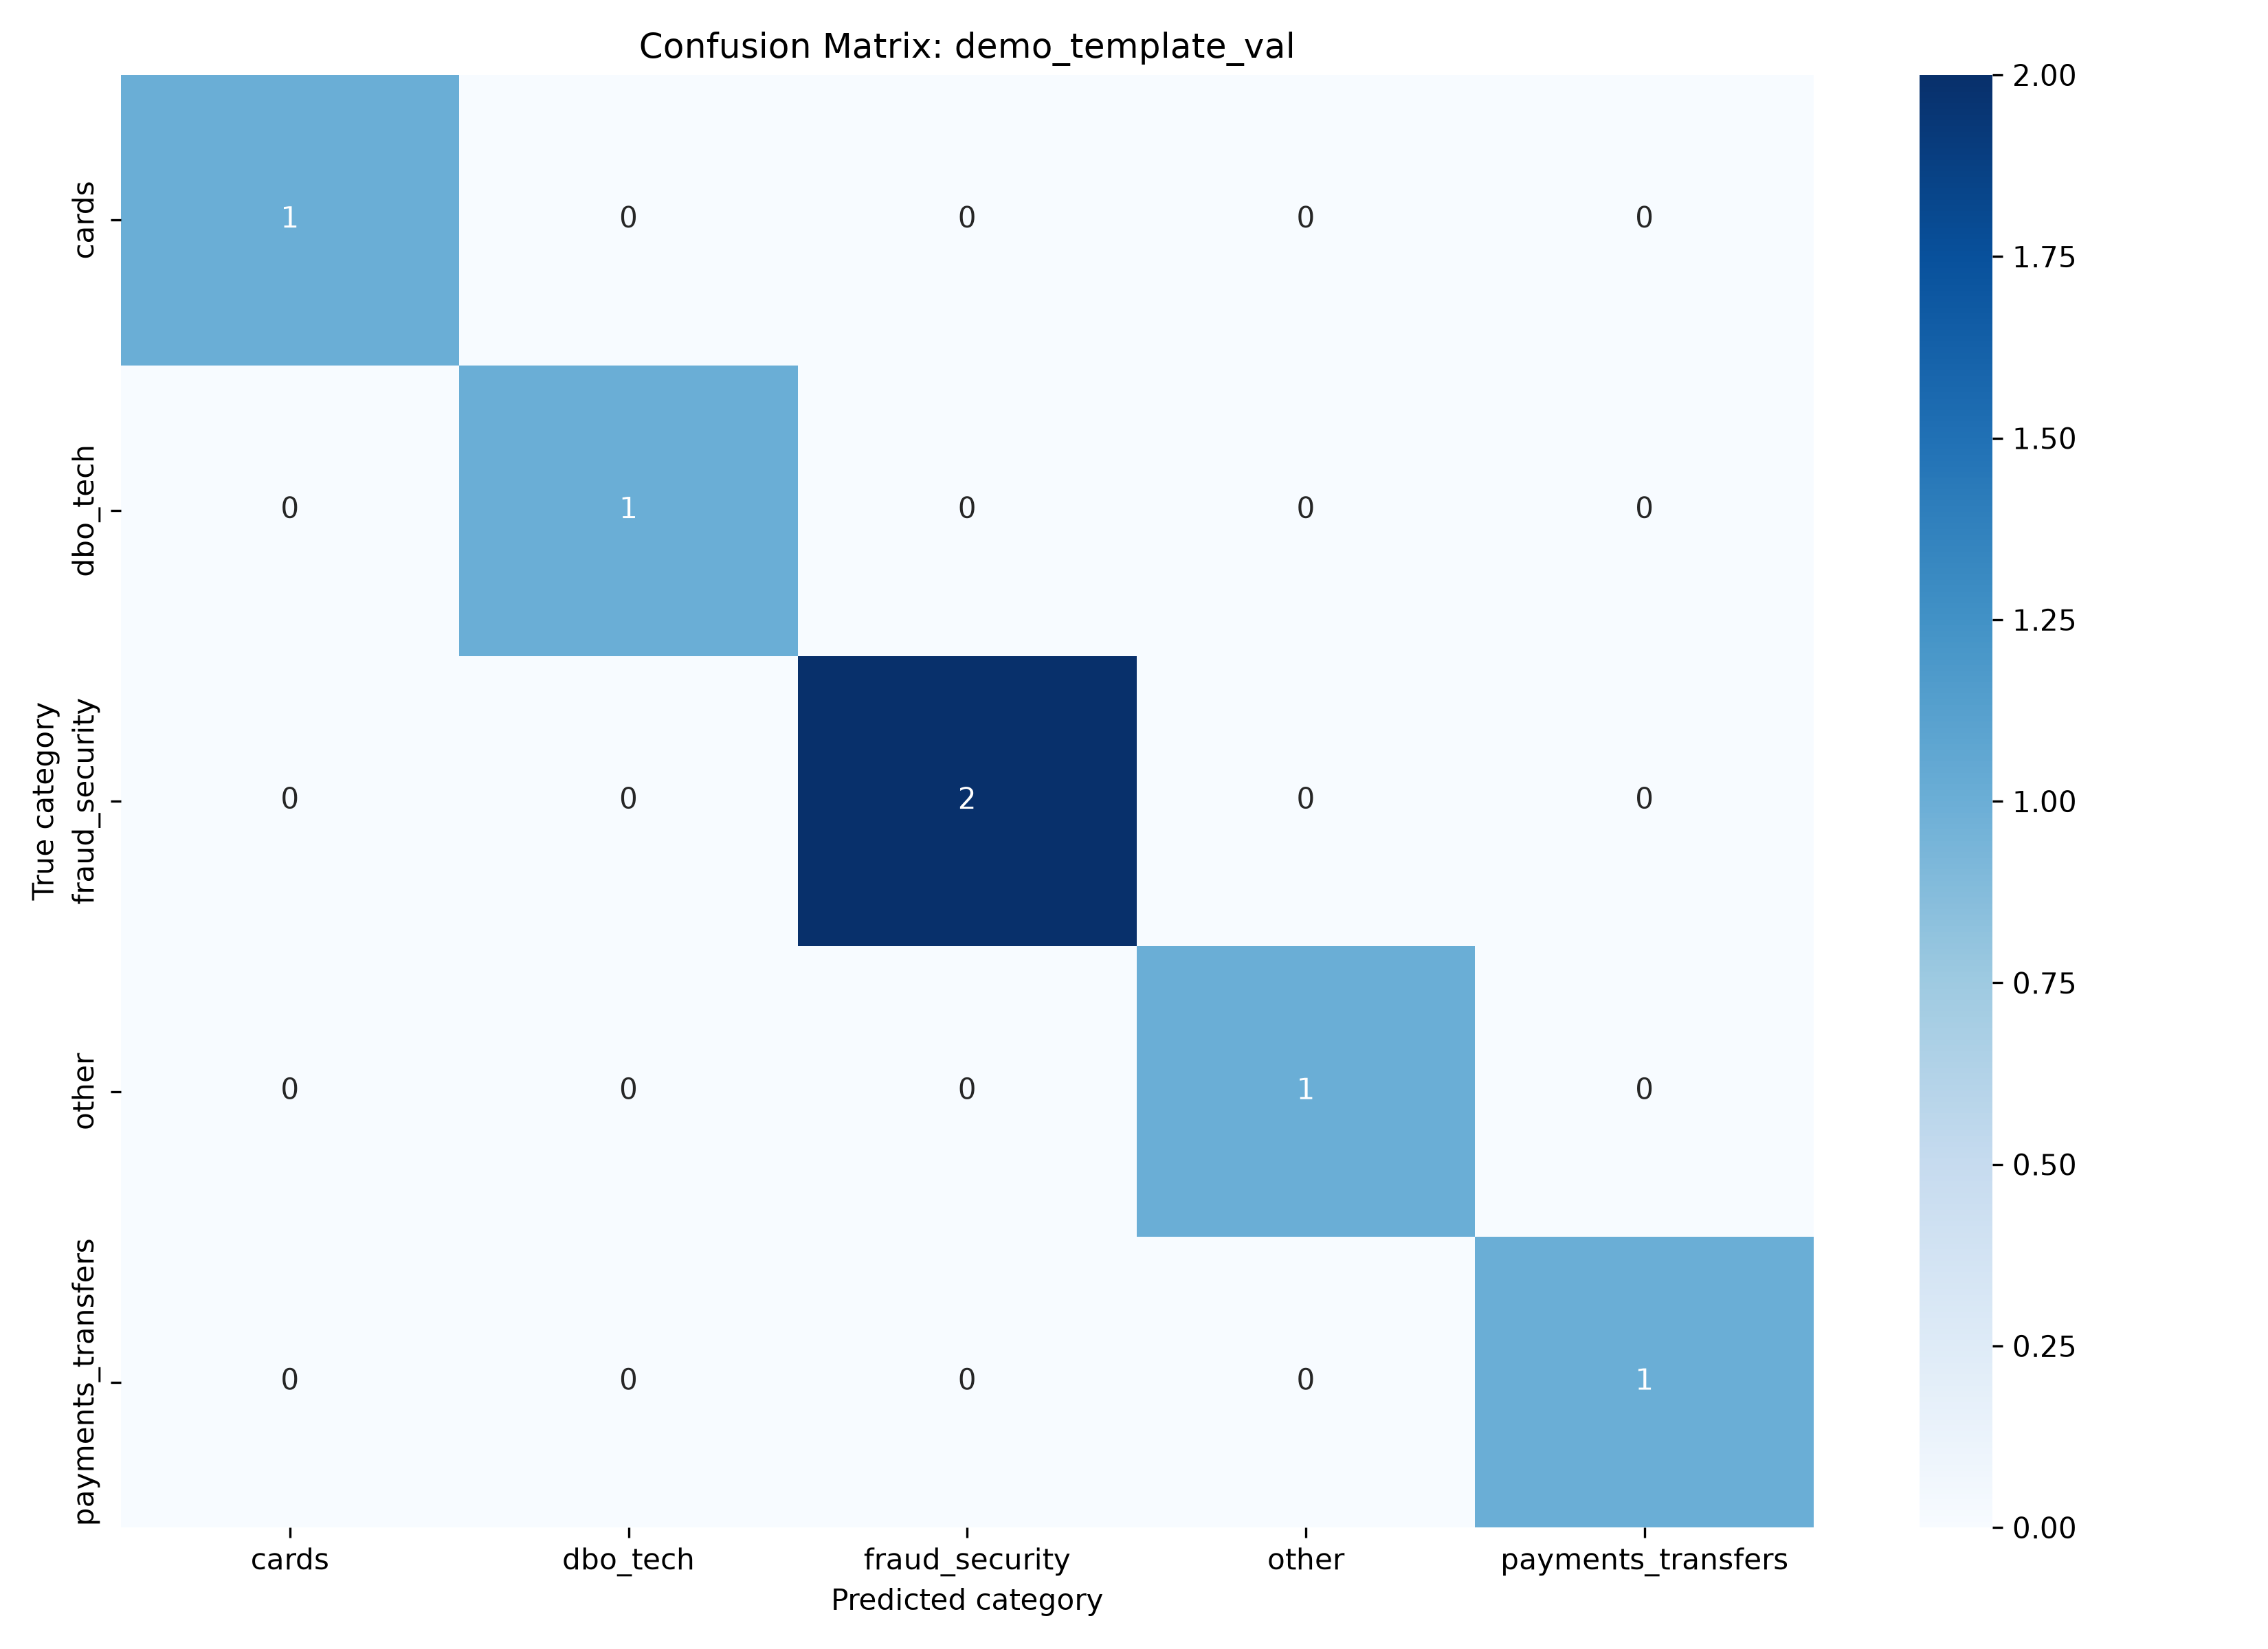 Confusion Matrix: demo_template_val
True category
cards
1 0 0 0 0
dbo_tech
0 1 0 0 0
fraud_security
0 0 2 0 0
other
0 0 0 1 0
payments_transfers
0 0 0 0 1
cards dbo_tech fraud_security other payments_transfers
Predicted category
2.00
1.75
1.50
1.25
1.00
0.75
0.50
0.25
0.00